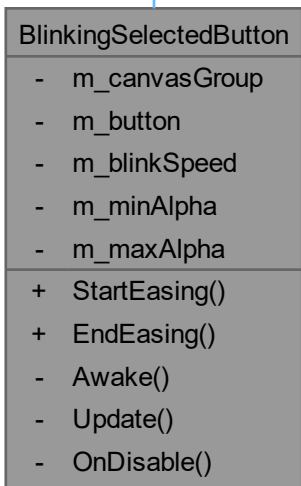 BlinkingSelectedButton
- m_canvasGroup
- m_button
- m_blinkSpeed
- m_minAlpha
- m_maxAlpha
+ StartEasing()
+ EndEasing()
- Awake()
- Update()
- OnDisable()